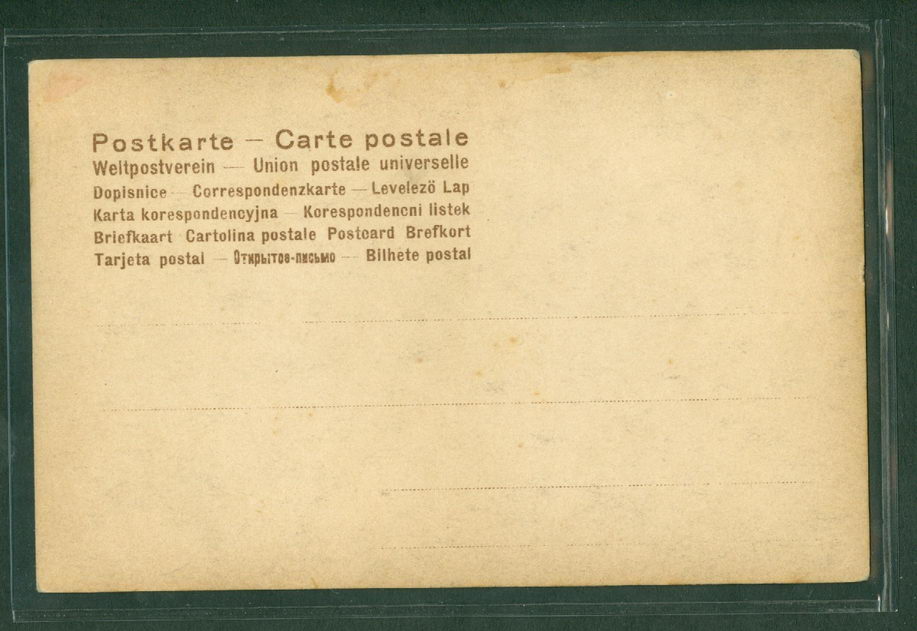 Postkarte — Carte postale
Weltpostverein — Union postale universelle
Dopisnice — Correspondenzkarte — Levelező Lap
Karta korespondencyjna — Korespondencni listek
Briefkaart Cartolina postale Postcard Brefkort
Tarjeta postal — Открытое-письмо — Bilhete postal